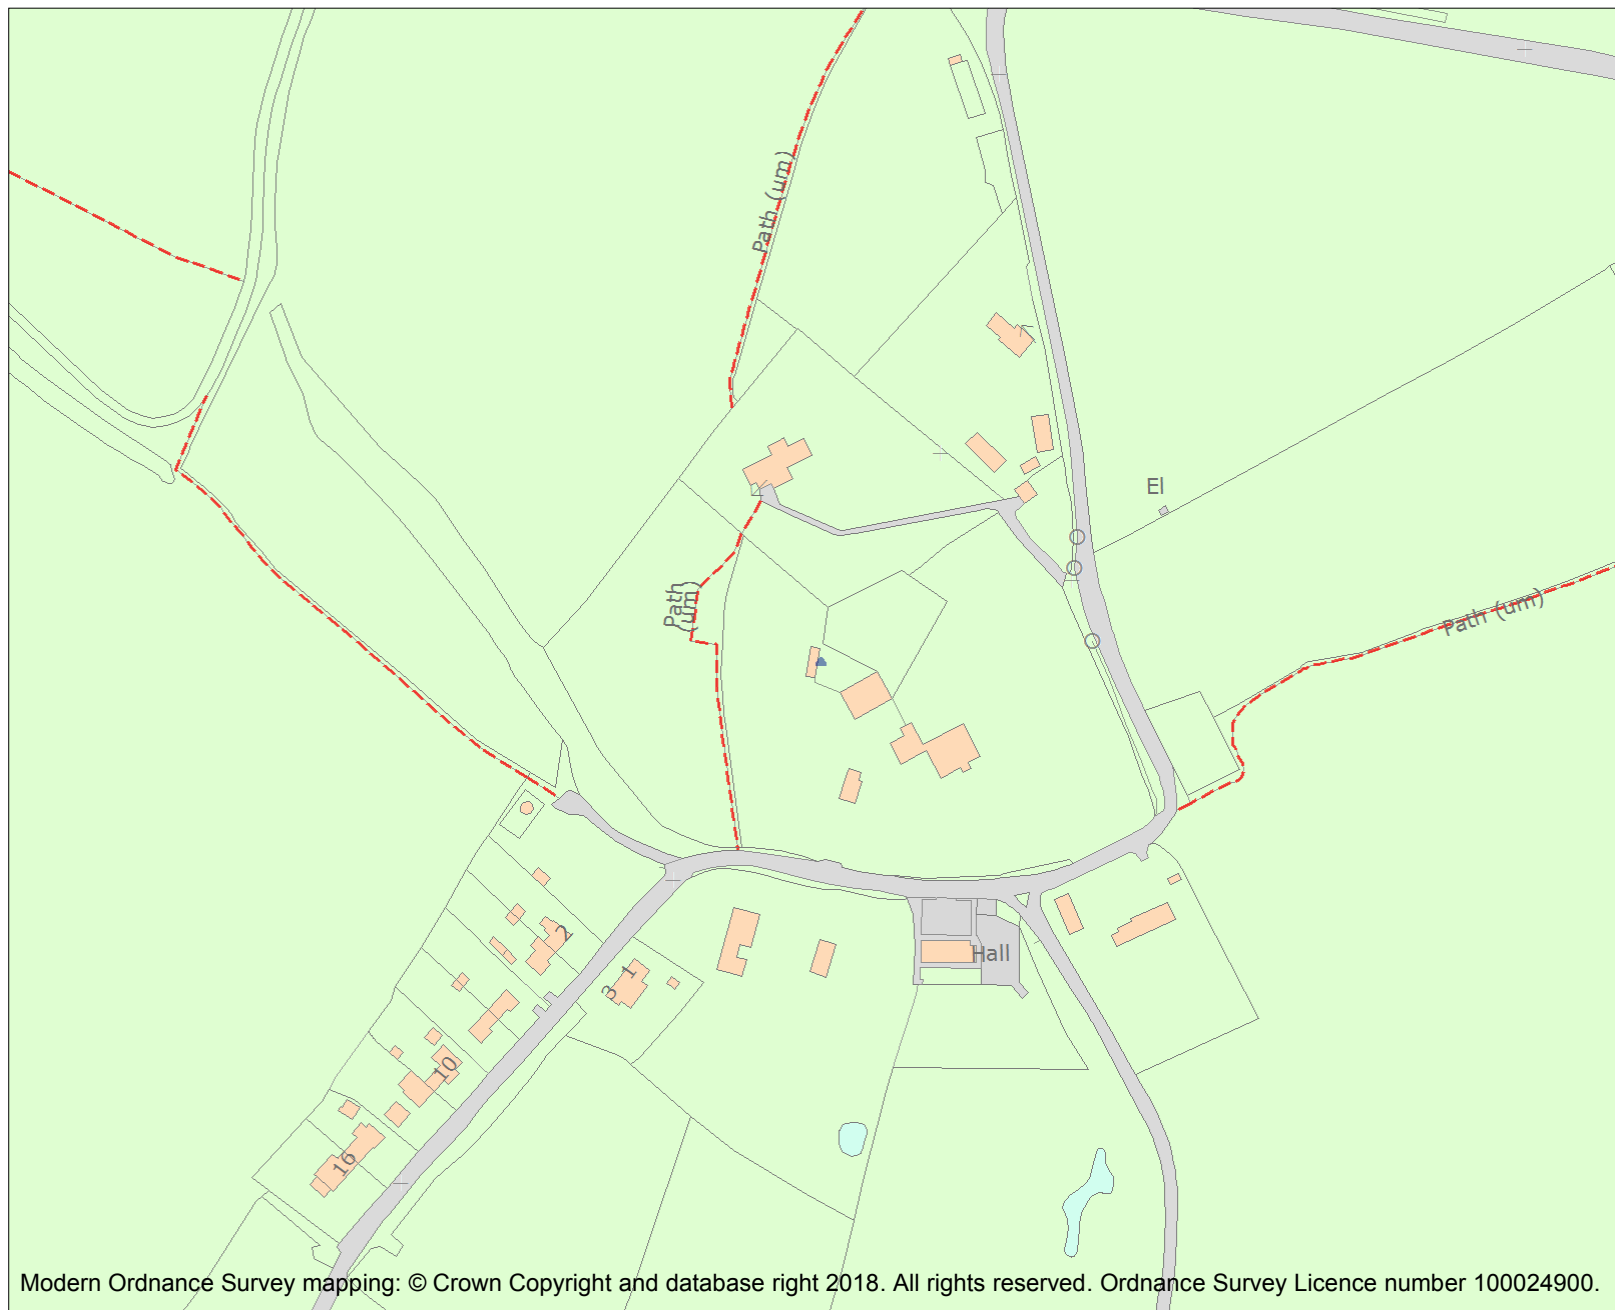 Path (um)
El
Path
(um)
Path (um)
2
Hall
1
3
10
16
Modern Ordnance Survey mapping: © Crown Copyright and database right 2018. All rights reserved. Ordnance Survey Licence number 100024900.